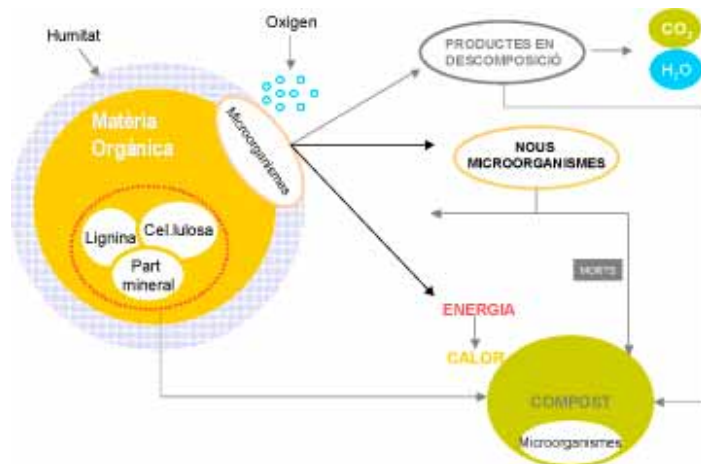 Humitat
Oxigen
PRODUCTES EN
DESCOMPOSICIÓ
CO2
H2O
Matèria
Orgànica
Microorganismes
NOUS
MICROORGANISMES
Lignina
Cel.lulosa
Part
mineral
MORTS
ENERGIA
CALOR
COMPOST
Microorganismes